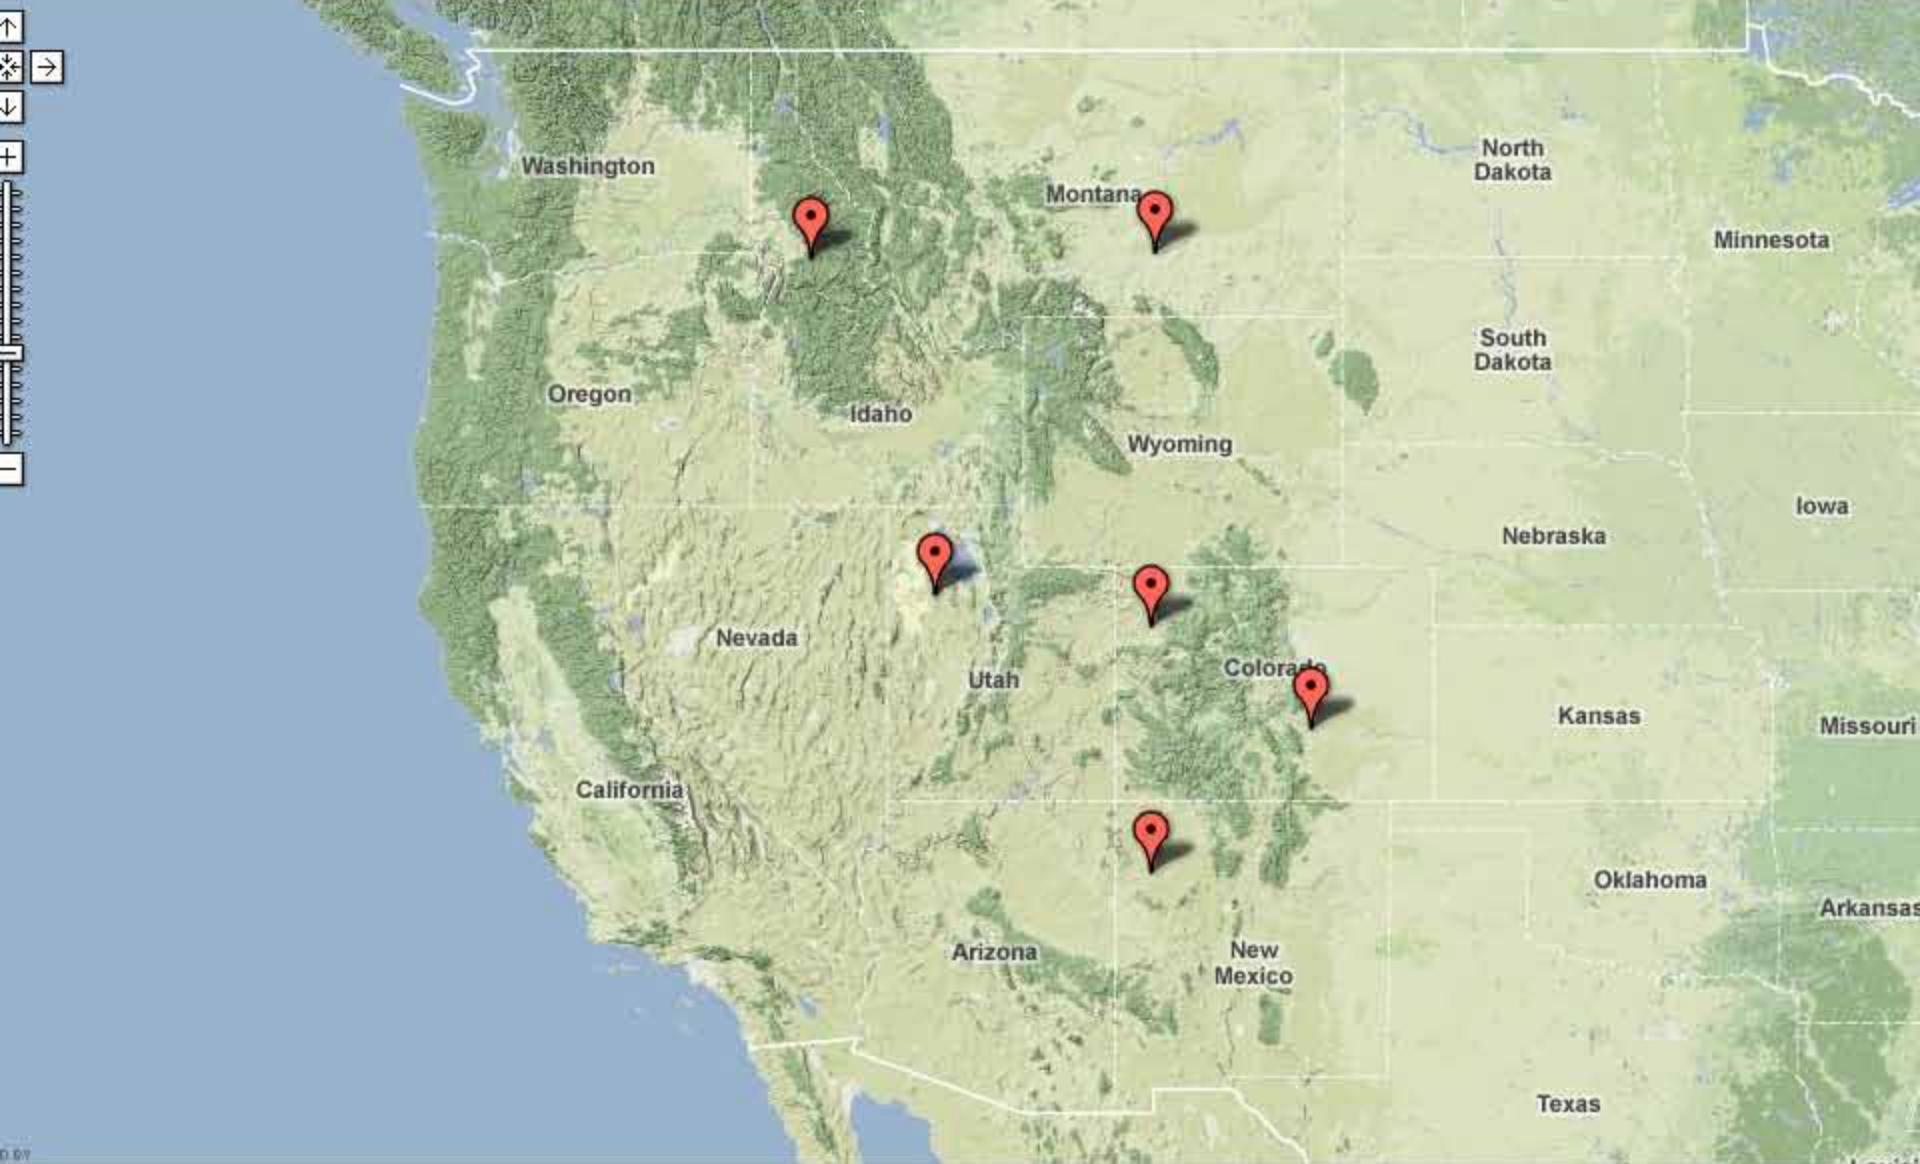 Washington
North
Dakota
Montana
Minnesota
South
Dakota
Oregon
Idaho
Wyoming
Iowa
Nebraska
Nevada
Colorado
Utah
Kansas
Missouri
California
Oklahoma
Arkansas
New
Mexico
Arizona
Texas